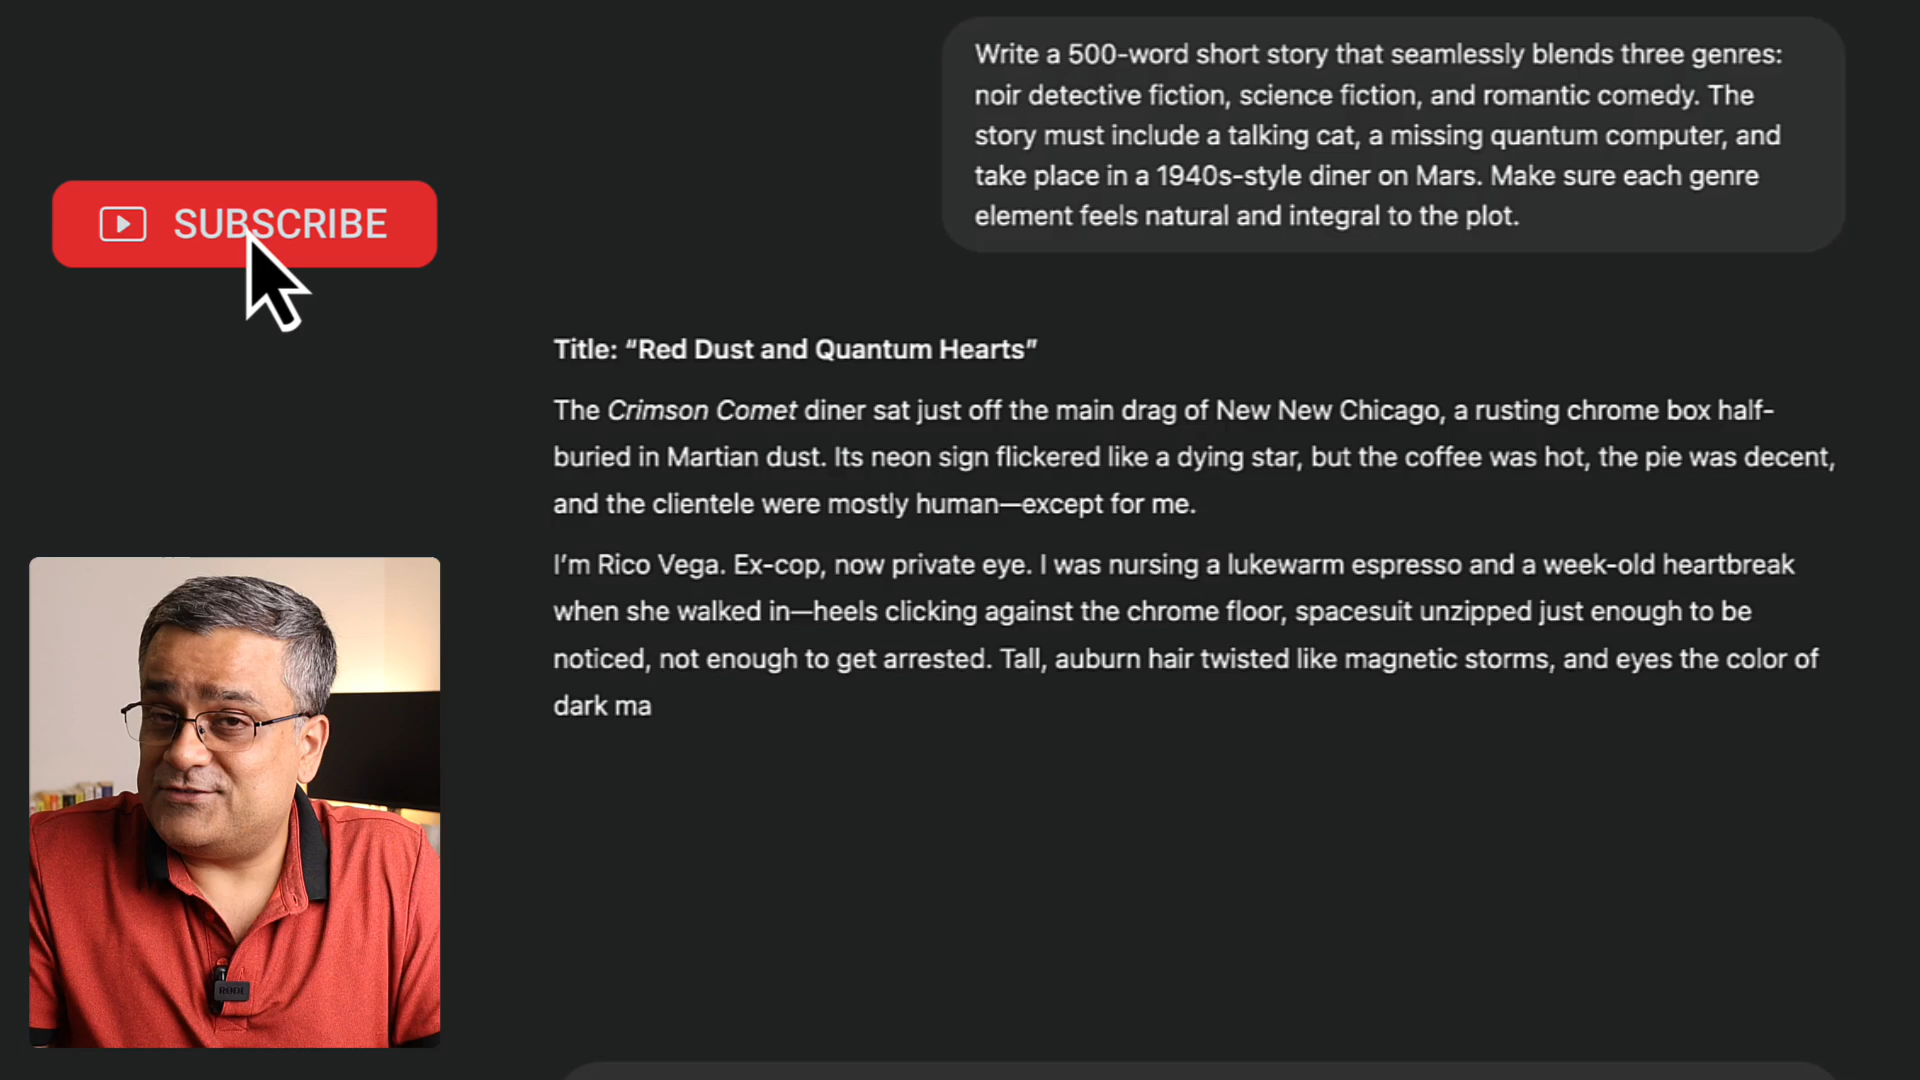 Write a 500-word short story that seamlessly blends three genres:
noir detective fiction, science fiction, and romantic comedy. The
story must include a talking cat, a missing quantum computer, and
take place in a 1940s-style diner on Mars. Make sure each genre
element feels natural and integral to the plot.
SUBSCRIBE
Title: “Red Dust and Quantum Hearts”
The Crimson Comet diner sat just off the main drag of New New Chicago, a rusting chrome box half-
buried in Martian dust. Its neon sign flickered like a dying star, but the coffee was hot, the pie was decent,
and the clientele were mostly human—except for me.
I’m Rico Vega. Ex-cop, now private eye. I was nursing a lukewarm espresso and a week-old heartbreak
when she walked in—heels clicking against the chrome floor, spacesuit unzipped just enough to be
noticed, not enough to get arrested. Tall, auburn hair twisted like magnetic storms, and eyes the color of
dark ma
RODE